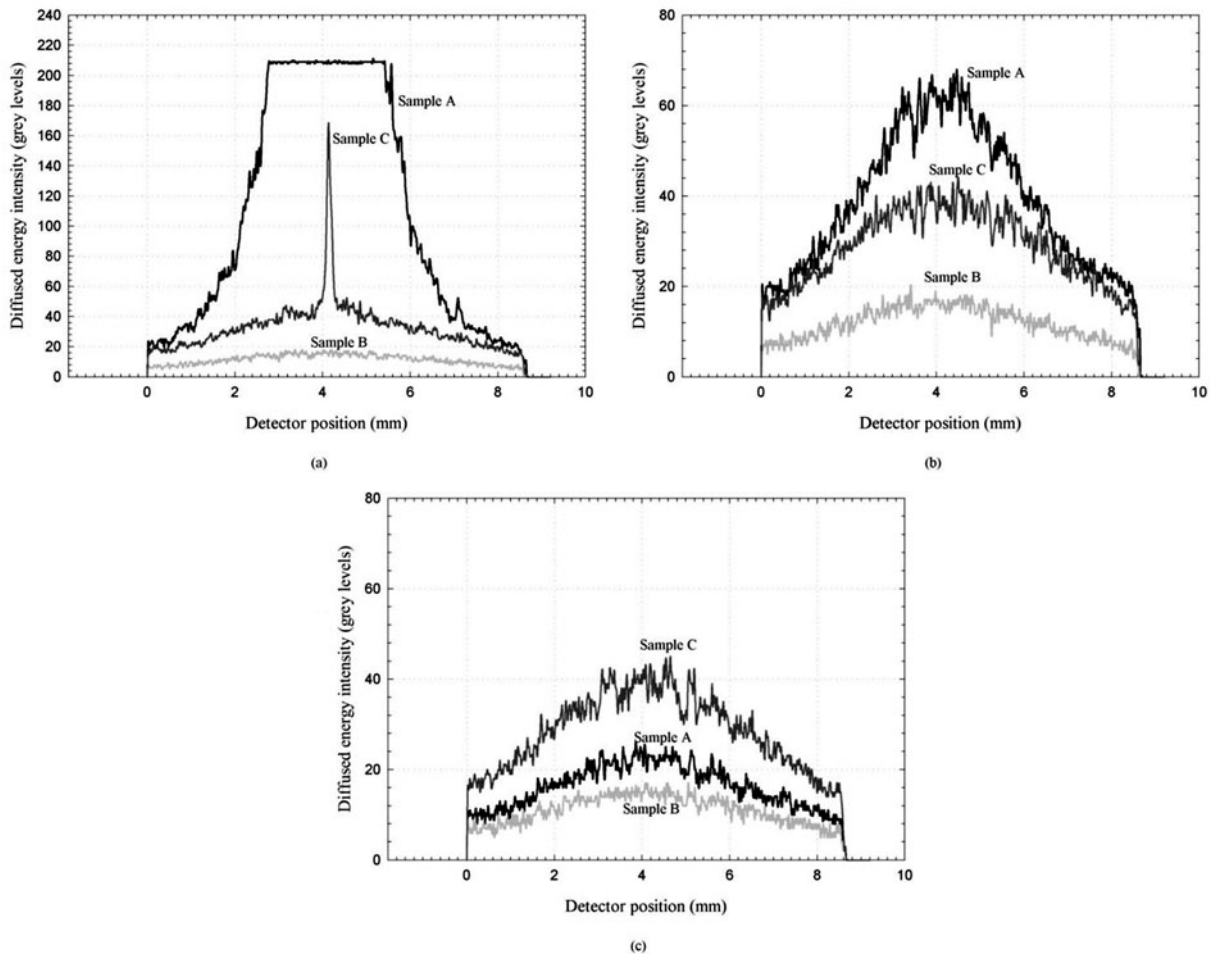 Diffused energy intensity (grey levels)
240
220
200
180
160
140
120
100
80
60
40
20
0
Sample A
Sample C
Sample B
0 2 4 6 8 10
Detector position (mm)
(a)
Diffused energy intensity (grey levels)
80
60
40
20
0
Sample A
Sample C
Sample B
0 2 4 6 8 10
Detector position (mm)
(b)
Diffused energy intensity (grey levels)
80
60
40
20
0
Sample C
Sample A
Sample B
0 2 4 6 8 10
Detector position (mm)
(c)